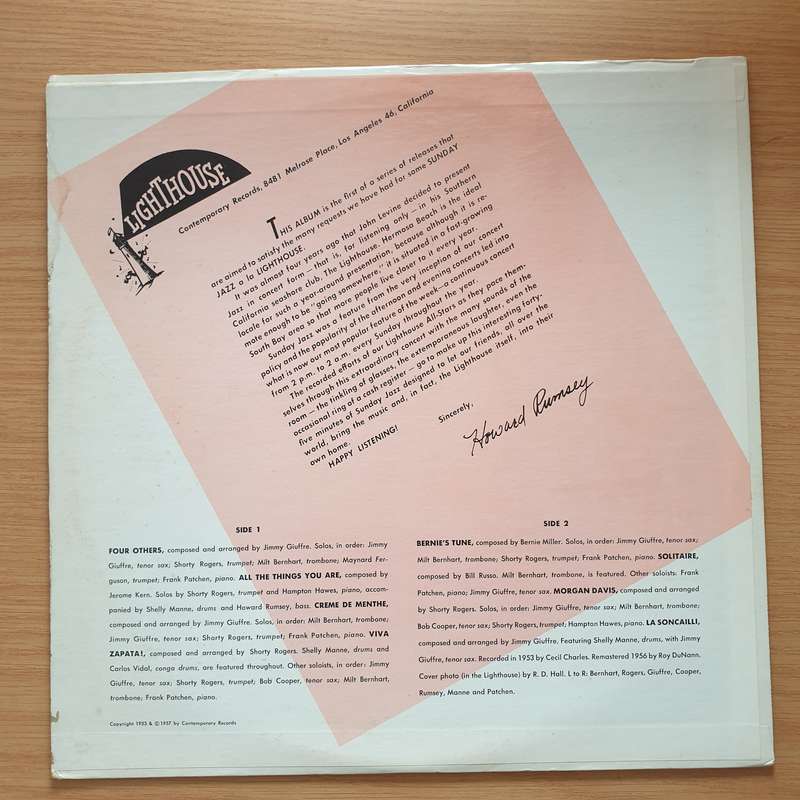 LIGHTHOUSE
Contemporary Records, 8481 Melrose Place, Los Angeles 46, California
THIS ALBUM is the first of a series of releases that
are aimed to satisfy the many requests we have had for some SUNDAY
JAZZ a la LIGHTHOUSE.
It was almost four years ago that John Levine decided to present
Jazz in concert form — that is, for listening only — in his Southern
California seashore club, The Lighthouse. Hermosa Beach is the ideal
locale for such a year-around presentation, because although it is re-
mote enough to be "going somewhere," it is situated in a fast-growing
South Bay area so that more people live closer to it every year.
Sunday Jazz was a feature from the very inception of our concert
policy and the popularity of the afternoon and evening concerts led into
what is now our most popular feature of the week—a continuous concert
from 2 p.m. to 2 a.m. every Sunday throughout the year.
The recorded efforts of our Lighthouse All-Stars as they pace them-
selves through this extraordinary concert with the many sounds of the
room — the tinkling of glasses, the extemporaneous laughter, even the
occasional ring of a cash register — go to make up this interesting forty-
five minutes of Sunday Jazz designed to let our friends, all over the
world, bring the music and, in fact, the Lighthouse itself, into their
own home.
HAPPY LISTENING!
Sincerely,
Howard Rumsey
SIDE 1
FOUR OTHERS, composed and arranged by Jimmy Giuffre. Solos, in order: Jimmy
Giuffre, tenor sax; Shorty Rogers, trumpet; Milt Bernhart, trombone; Maynard Fer-
guson, trumpet; Frank Patchen, piano. ALL THE THINGS YOU ARE, composed by
Jerome Kern. Solos by Shorty Rogers, trumpet and Hampton Hawes, piano, accom-
panied by Shelly Manne, drums and Howard Rumsey, bass. CREME DE MENTHE,
composed and arranged by Jimmy Giuffre. Solos, in order: Milt Bernhart, trombone;
Jimmy Giuffre, tenor sax; Shorty Rogers, trumpet; Frank Patchen, piano. VIVA
ZAPATA!, composed and arranged by Shorty Rogers. Shelly Manne, drums and
Carlos Vidal, conga drums, are featured throughout. Other soloists, in order: Jimmy
Giuffre, tenor sax; Shorty Rogers, trumpet; Bob Cooper, tenor sax; Milt Bernhart,
trombone; Frank Patchen, piano.
Copyright 1953 & © 1957 by Contemporary Records
SIDE 2
BERNIE'S TUNE, composed by Bernie Miller. Solos, in order: Jimmy Giuffre, tenor sax;
Milt Bernhart, trombone; Shorty Rogers, trumpet; Frank Patchen, piano. SOLITAIRE,
composed by Bill Russo. Milt Bernhart, trombone, is featured. Other soloists: Frank
Patchen, piano; Jimmy Giuffre, tenor sax. MORGAN DAVIS, composed and arranged
by Shorty Rogers. Solos, in order: Jimmy Giuffre, tenor sax; Milt Bernhart, trombone;
Bob Cooper, tenor sax; Shorty Rogers, trumpet; Hampton Hawes, piano. LA SONCAILLI,
composed and arranged by Jimmy Giuffre. Featuring Shelly Manne, drums, with Jimmy
Giuffre, tenor sax. Recorded in 1953 by Cecil Charles. Remastered 1956 by Roy DuNann.
Cover photo (in the Lighthouse) by R. D. Hall. L to R: Bernhart, Rogers, Giuffre, Cooper,
Rumsey, Manne and Patchen.